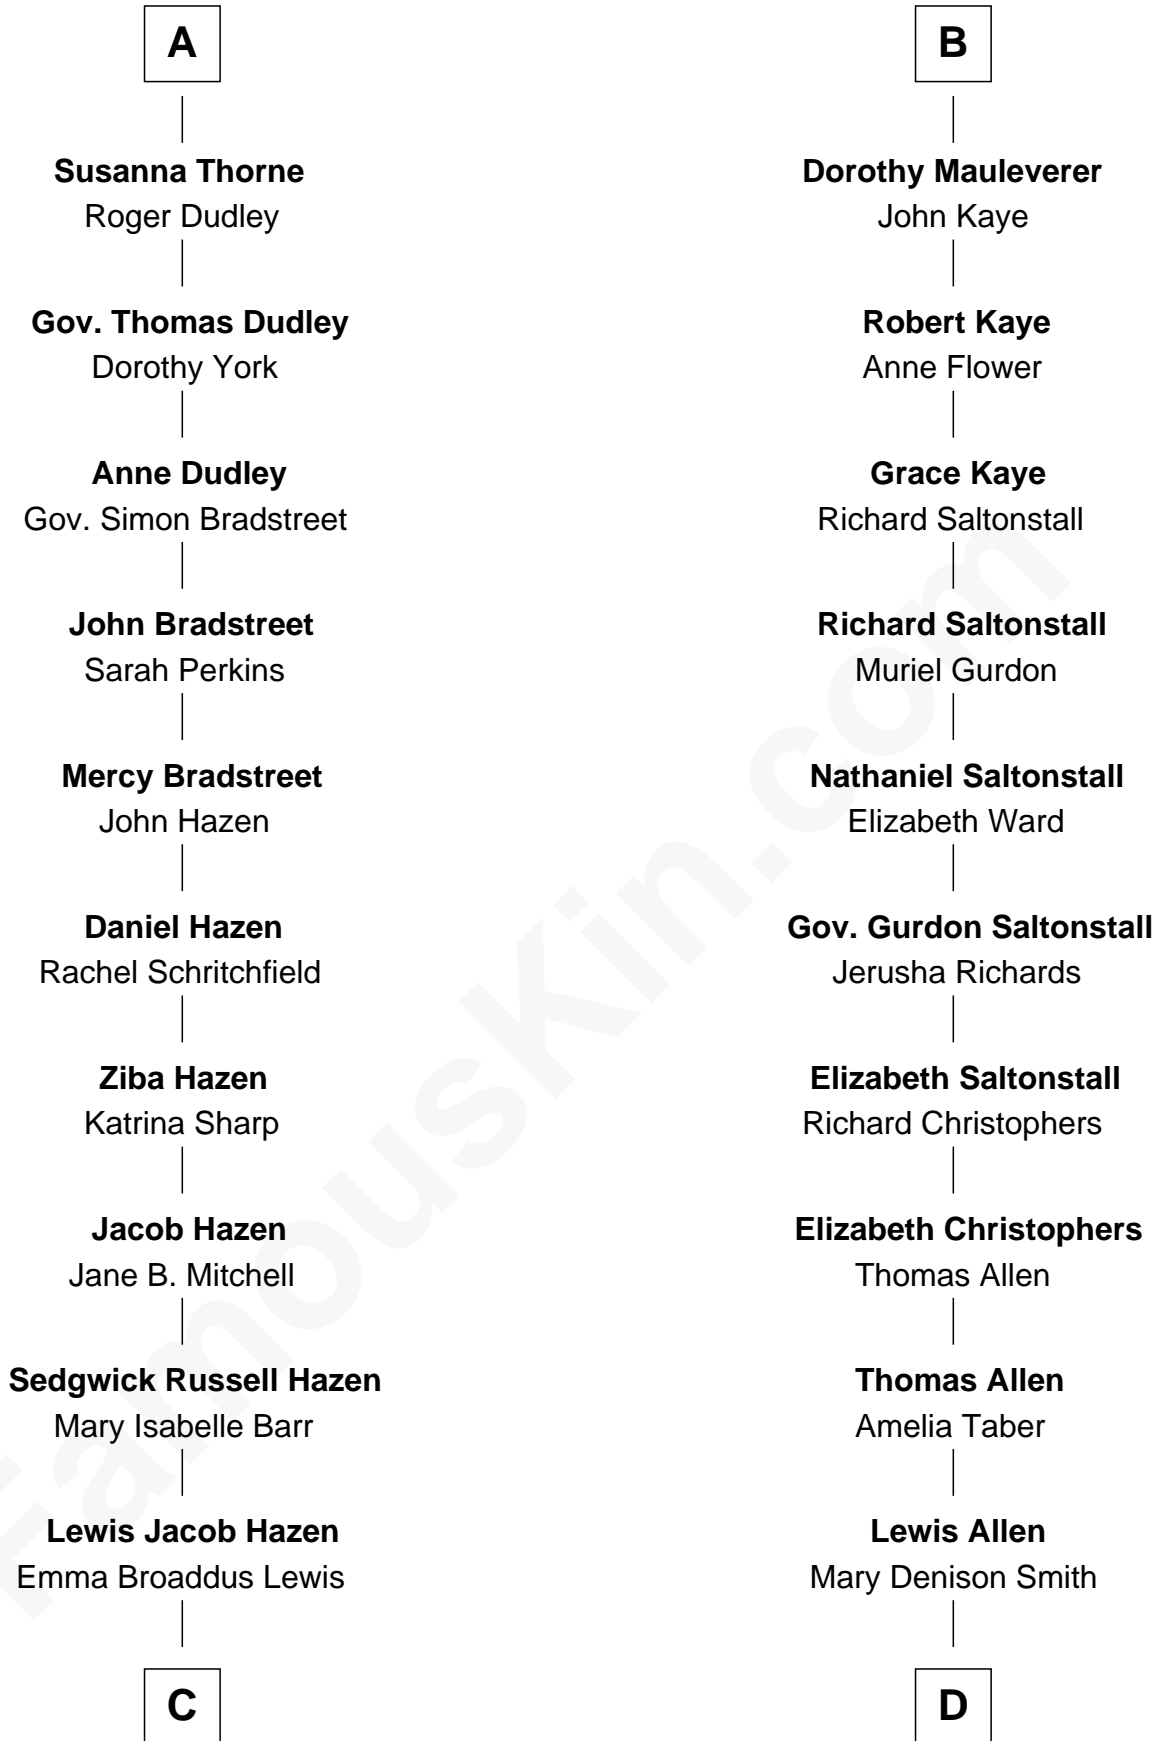 A
Susanna Thorne
Roger Dudley
Gov. Thomas Dudley
Dorothy York
Anne Dudley
Gov. Simon Bradstreet
John Bradstreet
Sarah Perkins
Mercy Bradstreet
John Hazen
Daniel Hazen
Rachel Schritchfield
Ziba Hazen
Katrina Sharp
Jacob Hazen
Jane B. Mitchell
Sedgwick Russell Hazen
Mary Isabelle Barr
Lewis Jacob Hazen
Emma Broaddus Lewis
C
B
Dorothy Mauleverer
John Kaye
Robert Kaye
Anne Flower
Grace Kaye
Richard Saltonstall
Richard Saltonstall
Muriel Gurdon
Nathaniel Saltonstall
Elizabeth Ward
Gov. Gurdon Saltonstall
Jerusha Richards
Elizabeth Saltonstall
Richard Christophers
Elizabeth Christophers
Thomas Allen
Thomas Allen
Amelia Taber
Lewis Allen
Mary Denison Smith
D
FamousKin.com